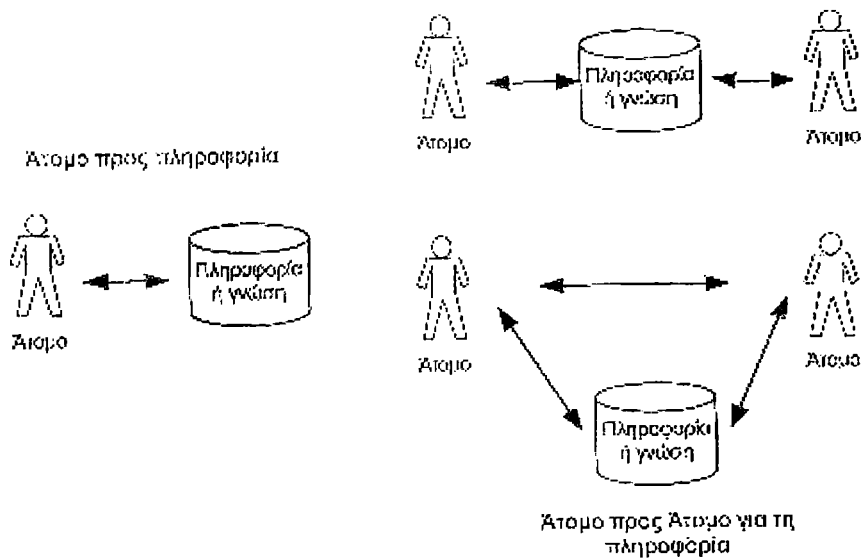 Πληροφορία
ή γνώση
Άτομο
Άτομο
Άτομο προς πληροφορία
Πληροφορία
ή γνώση
Άτομο
Άτομο
Άτομο
Πληροφορία
ή γνώση
Άτομο προς Άτομο για τη
πληροφορία